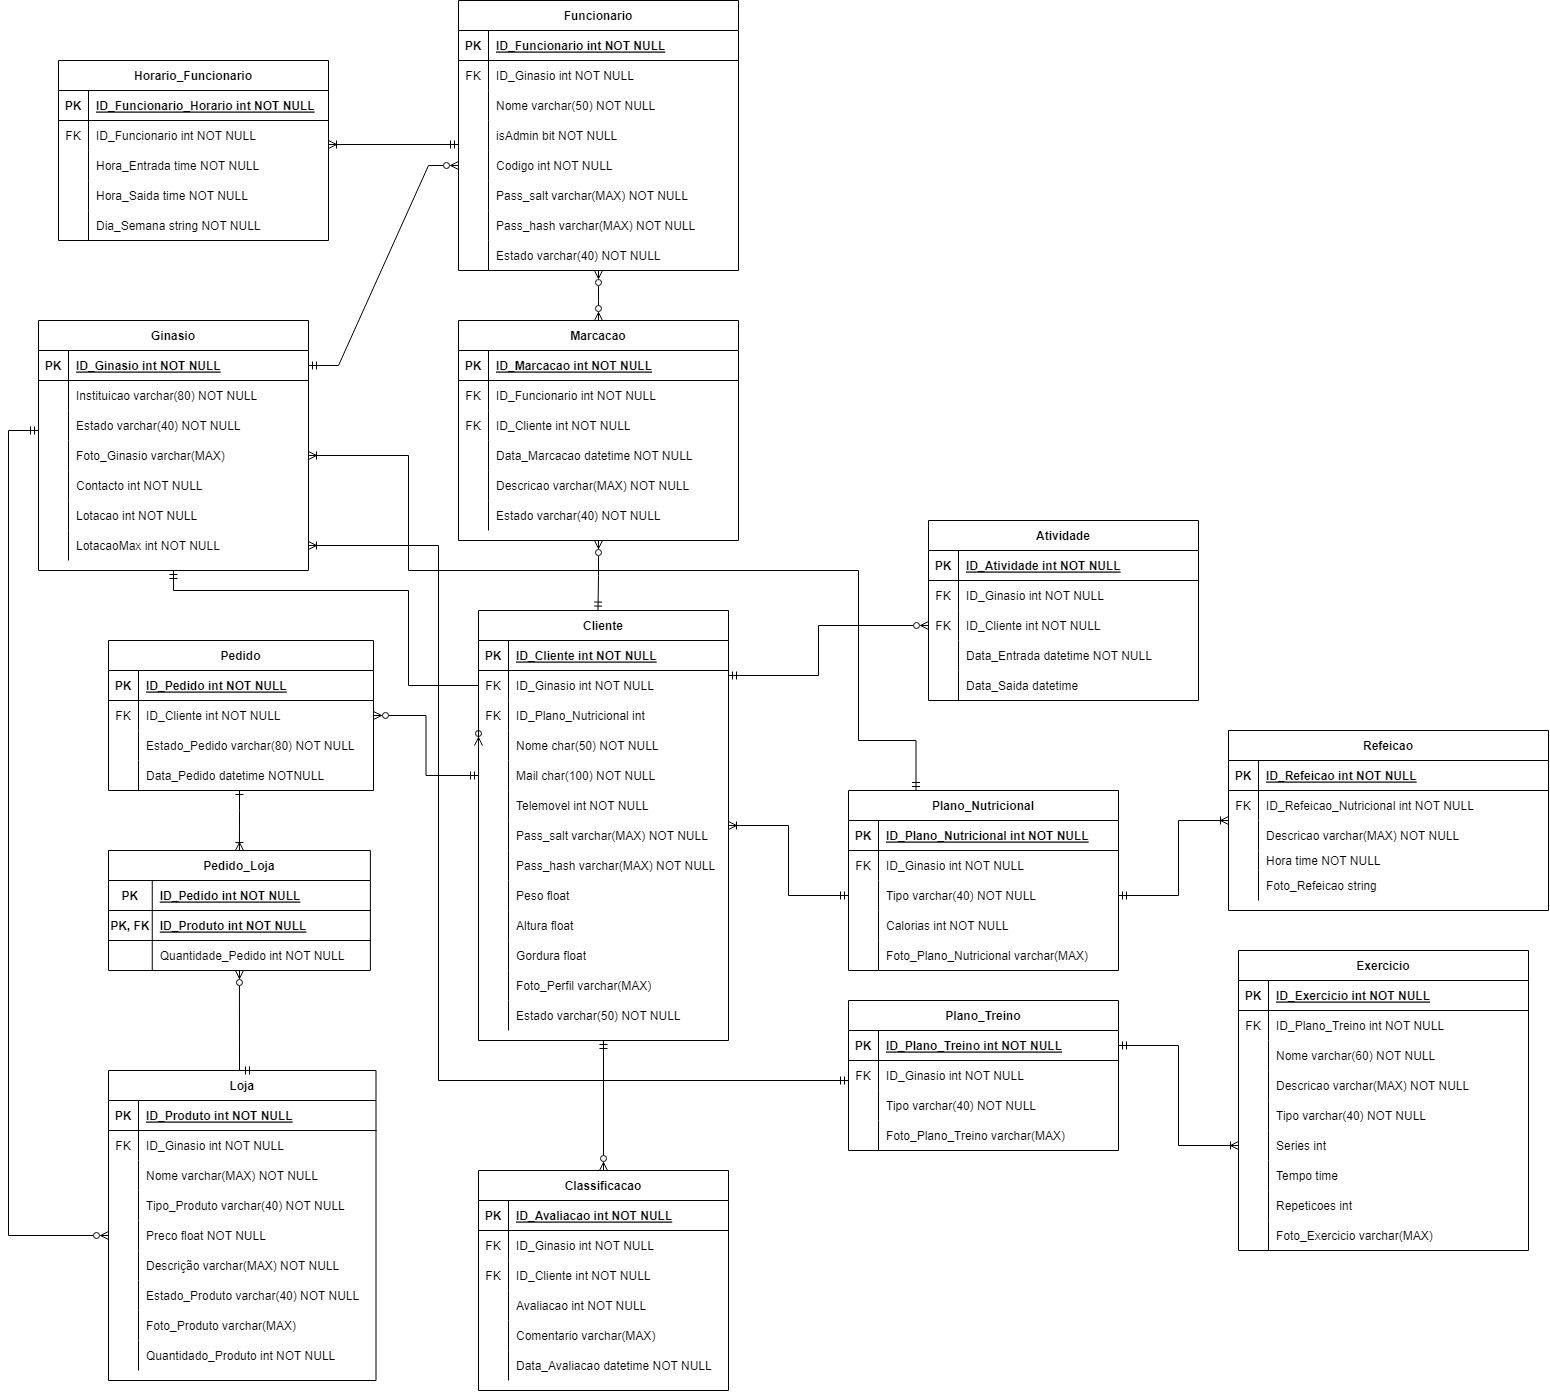 Funcionario
PK ID_Funcionario int NOT NULL
FK ID_Ginasio int NOT NULL
Nome varchar(50) NOT NULL
isAdmin bit NOT NULL
Codigo int NOT NULL
Pass_salt varchar(MAX) NOT NULL
Pass_hash varchar(MAX) NOT NULL
Estado varchar(40) NOT NULL
Horario_Funcionario
PK ID_Funcionario_Horario int NOT NULL
FK ID_Funcionario int NOT NULL
Hora_Entrada time NOT NULL
Hora_Saida time NOT NULL
Dia_Semana string NOT NULL
Ginasio
PK ID_Ginasio int NOT NULL
Instituicao varchar(80) NOT NULL
Estado varchar(40) NOT NULL
Foto_Ginasio varchar(MAX)
Contacto int NOT NULL
Lotacao int NOT NULL
LotacaoMax int NOT NULL
Marcacao
PK ID_Marcacao int NOT NULL
FK ID_Funcionario int NOT NULL
FK ID_Cliente int NOT NULL
Data_Marcacao datetime NOT NULL
Descricao varchar(MAX) NOT NULL
Estado varchar(40) NOT NULL
Atividade
PK ID_Atividade int NOT NULL
FK ID_Ginasio int NOT NULL
FK ID_Cliente int NOT NULL
Data_Entrada datetime NOT NULL
Data_Saida datetime
Cliente
PK ID_Cliente int NOT NULL
FK ID_Ginasio int NOT NULL
FK ID_Plano_Nutricional int
Nome char(50) NOT NULL
Mail char(100) NOT NULL
Telemovel int NOT NULL
Pass_salt varchar(MAX) NOT NULL
Pass_hash varchar(MAX) NOT NULL
Peso float
Altura float
Gordura float
Foto_Perfil varchar(MAX)
Estado varchar(50) NOT NULL
Pedido
PK ID_Pedido int NOT NULL
FK ID_Cliente int NOT NULL
Estado_Pedido varchar(80) NOT NULL
Data_Pedido datetime NOTNULL
Refeicao
PK ID_Refeicao int NOT NULL
FK ID_Refeicao_Nutricional int NOT NULL
Descricao varchar(MAX) NOT NULL
Hora time NOT NULL
Foto_Refeicao string
Plano_Nutricional
PK ID_Plano_Nutricional int NOT NULL
FK ID_Ginasio int NOT NULL
Tipo varchar(40) NOT NULL
Calorias int NOT NULL
Foto_Plano_Nutricional varchar(MAX)
Pedido_Loja
PK ID_Pedido int NOT NULL
PK, FK ID_Produto int NOT NULL
Quantidade_Pedido int NOT NULL
Exercicio
PK ID_Exercicio int NOT NULL
FK ID_Plano_Treino int NOT NULL
Nome varchar(60) NOT NULL
Descricao varchar(MAX) NOT NULL
Tipo varchar(40) NOT NULL
Series int
Tempo time
Repeticoes int
Foto_Exercicio varchar(MAX)
Plano_Treino
PK ID_Plano_Treino int NOT NULL
FK ID_Ginasio int NOT NULL
Tipo varchar(40) NOT NULL
Foto_Plano_Treino varchar(MAX)
Loja
PK ID_Produto int NOT NULL
FK ID_Ginasio int NOT NULL
Nome varchar(MAX) NOT NULL
Tipo_Produto varchar(40) NOT NULL
Preco float NOT NULL
Descrição varchar(MAX) NOT NULL
Estado_Produto varchar(40) NOT NULL
Foto_Produto varchar(MAX)
Quantidado_Produto int NOT NULL
Classificacao
PK ID_Avaliacao int NOT NULL
FK ID_Ginasio int NOT NULL
FK ID_Cliente int NOT NULL
Avaliacao int NOT NULL
Comentario varchar(MAX)
Data_Avaliacao datetime NOT NULL